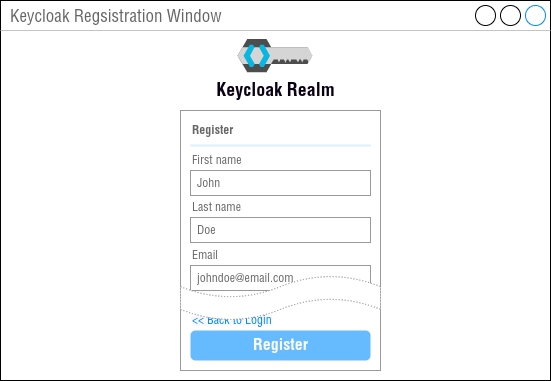 Keycloak Regsistration Window
Keycloak Realm
Register
First name
John
Last name
Doe
Email
johndoe@email.com
<< Back to Login
Register